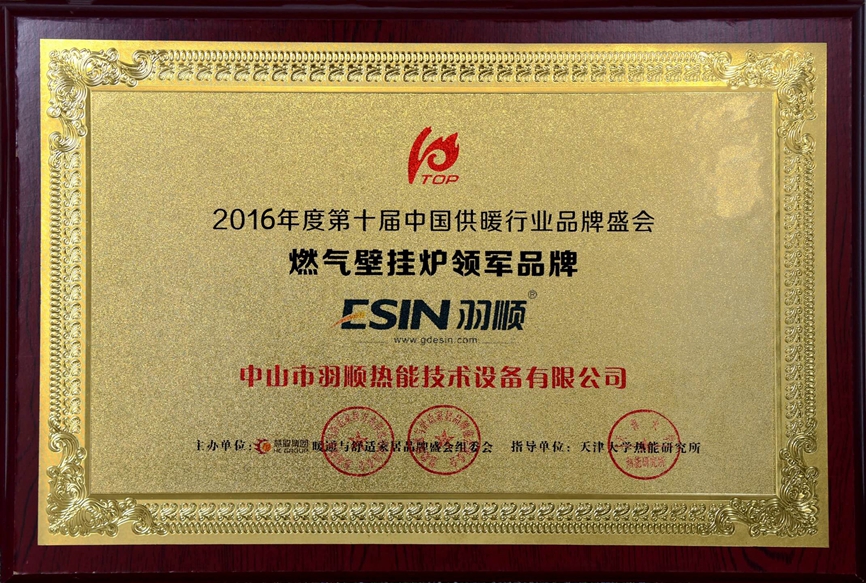 TOP
2016年度第十届中国供暖行业品牌盛会
燃气壁挂炉领军品牌
ESIN 羽顺®
www.gdesin.com
中山市羽顺热能技术设备有限公司
主办单位: 慧聪集团 HC GROUP 暖通与舒适家居品牌盛会组委会 指导单位: 天津大学热能研究所